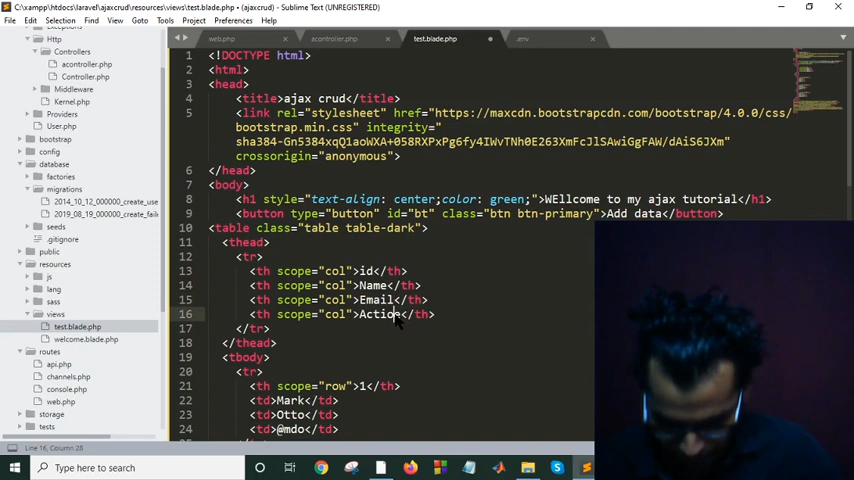 C:\xampp\htdocs\laravel\ajaxcrud\resources\views\test.blade.php • (ajaxcrud) - Sublime Text (UNREGISTERED)
File Edit Selection Find View Goto Tools Project Preferences Help
web.php
acontroller.php
test.blade.php
.env
Http
Controllers
acontroller.php
Controller.php
Middleware
Kernel.php
Providers
User.php
bootstrap
config
database
factories
migrations
2014_10_12_000000_create_use
2019_08_19_000000_create_faile
seeds
.gitignore
public
resources
js
lang
sass
views
test.blade.php
welcome.blade.php
routes
api.php
channels.php
console.php
web.php
storage
tests
1 <!DOCTYPE html>
2 <html>
3 <head>
4 <title>ajax crud</title>
5 <link rel="stylesheet" href="https://maxcdn.bootstrapcdn.com/bootstrap/4.0.0/css/
bootstrap.min.css" integrity="
sha384-Gn5384xqQ1aoWXA+058RXPxPg6fy4IWvTNh0E263XmFcJlSAwiGgFAW/dAiS6JXm"
crossorigin="anonymous">
6 </head>
7 <body>
8 <h1 style="text-align: center;color: green;">WEllcome to my ajax tutorial</h1>
9 <button type="button" id="bt" class="btn btn-primary">Add data</button>
10 <table class="table table-dark">
11 <thead>
12 <tr>
13 <th scope="col">id</th>
14 <th scope="col">Name</th>
15 <th scope="col">Email</th>
16 <th scope="col">Action</th>
17 </tr>
18 </thead>
19 <tbody>
20 <tr>
21 <th scope="row">1</th>
22 <td>Mark</td>
23 <td>Otto</td>
24 <td>@mdo</td>
Line 16, Column 28
Type here to search